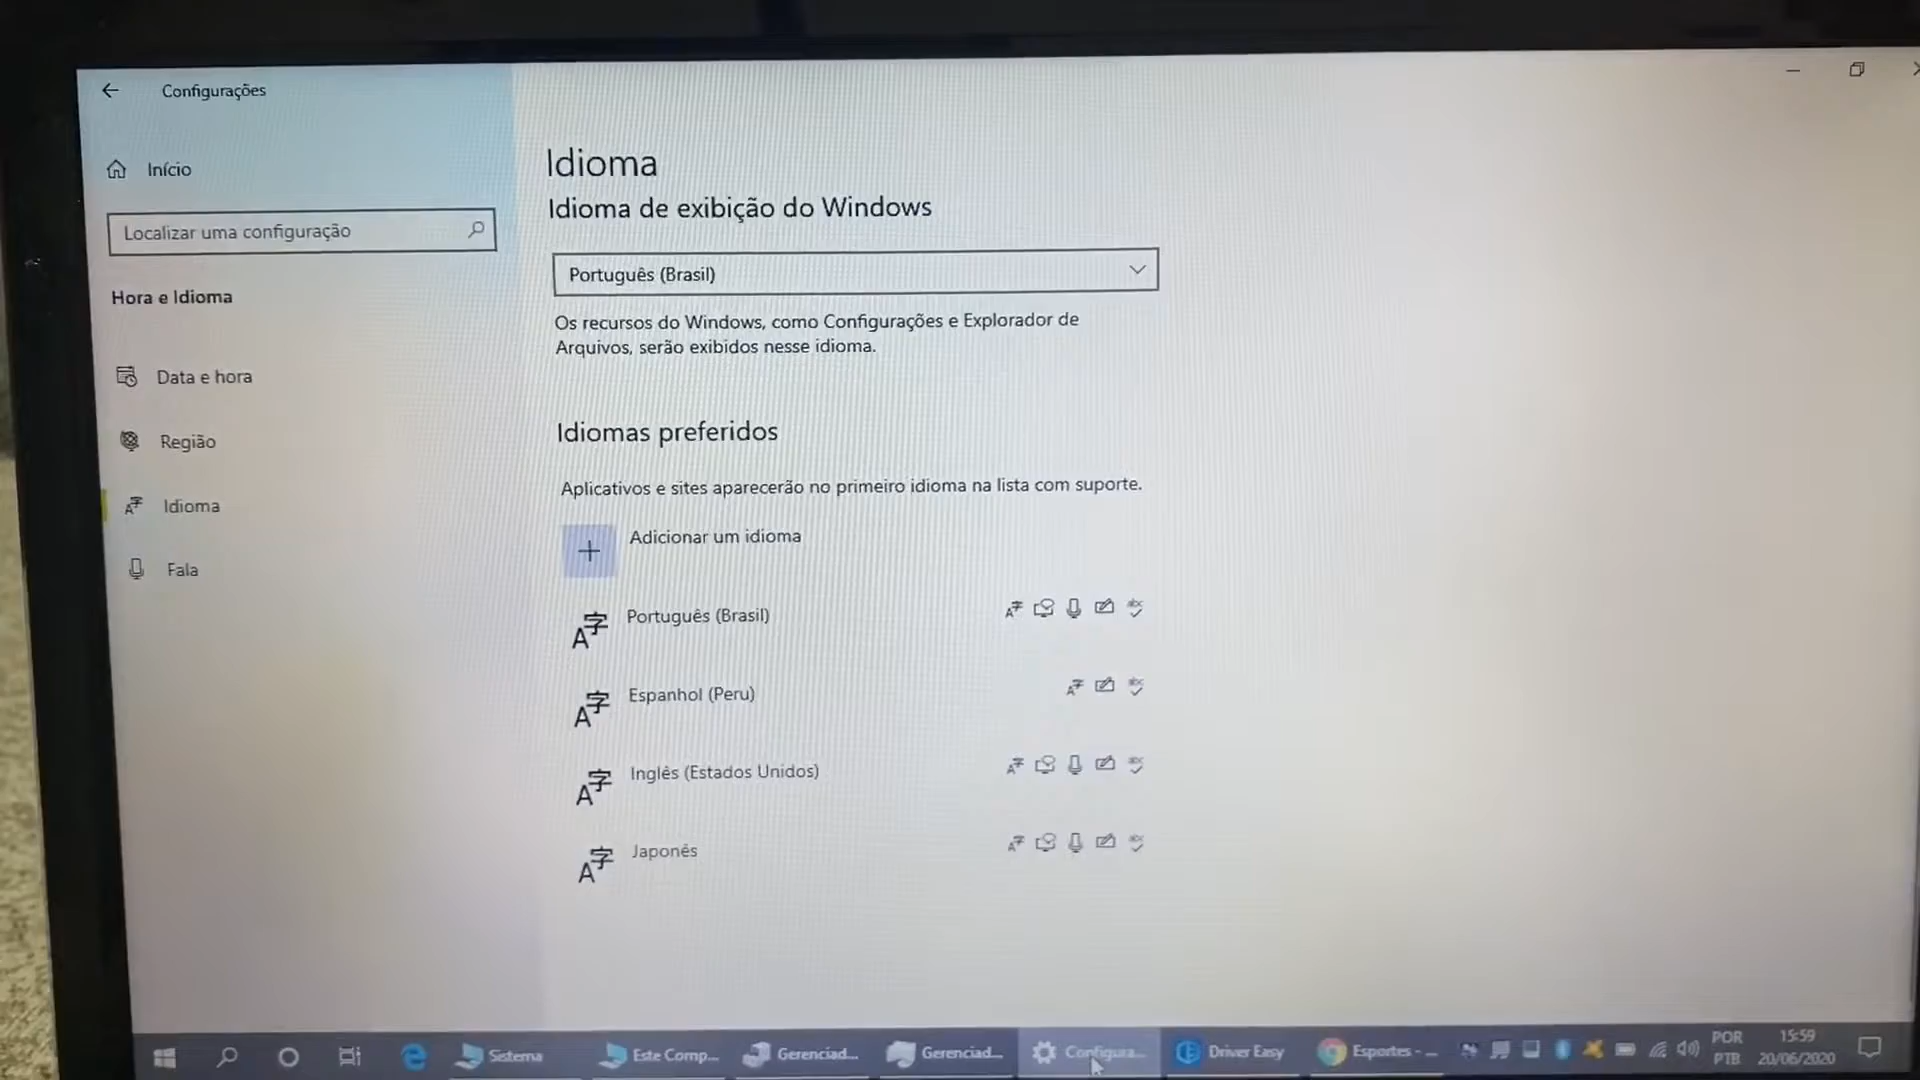 Configurações
Início
Localizar uma configuração
Hora e Idioma
Data e hora
Região
Idioma
Fala
Idioma
Idioma de exibição do Windows
Português (Brasil)
Os recursos do Windows, como Configurações e Explorador de
Arquivos, serão exibidos nesse idioma.
Idiomas preferidos
Aplicativos e sites aparecerão no primeiro idioma na lista com suporte.
Adicionar um idioma
Português (Brasil)
Espanhol (Peru)
Inglês (Estados Unidos)
Japonês
Sistema
Este Comp...
Gerenciad...
Gerenciad...
Configura...
Driver Easy
Esportes - ...
POR
PTB
15:59
20/06/2020